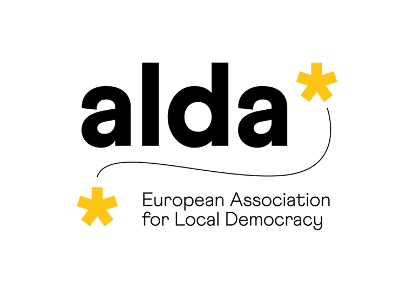 alda*
* European Association
for Local Democracy